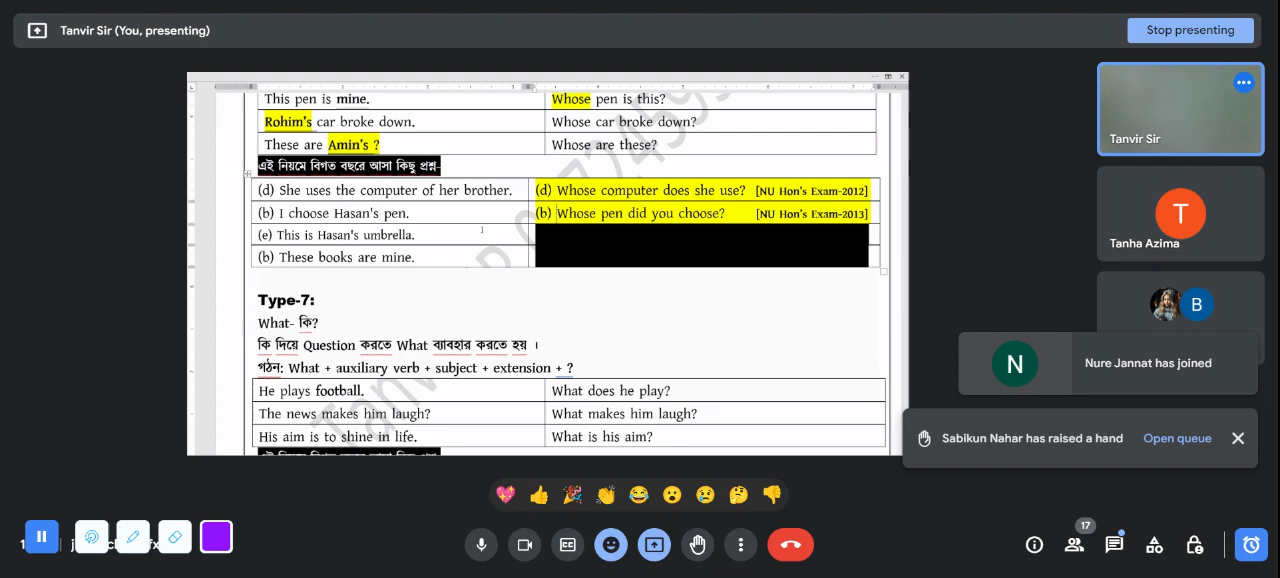 Tanvir Sir (You, presenting)
Stop presenting
This pen is mine. Whose pen is this?
Rohim's car broke down. Whose car broke down?
These are Amin's ? Whose are these?
এই নিয়মে বিগত বছরে আসা কিছু প্রশ্ন-
(d) She uses the computer of her brother. (d) Whose computer does she use? [NU Hon's Exam-2012]
(b) I choose Hasan's pen. (b) Whose pen did you choose? [NU Hon's Exam-2013]
(e) This is Hasan's umbrella.
(b) These books are mine.
Type-7:
What- কি?
কি দিয়ে Question করতে What ব্যাবহার করতে হয় ।
গঠন: What + auxiliary verb + subject + extension + ?
He plays football. What does he play?
The news makes him laugh? What makes him laugh?
His aim is to shine in life. What is his aim?
Tanvir Sir
T
Tanha Azima
B
N
Nure Jannat has joined
Sabikun Nahar has raised a hand
Open queue
17